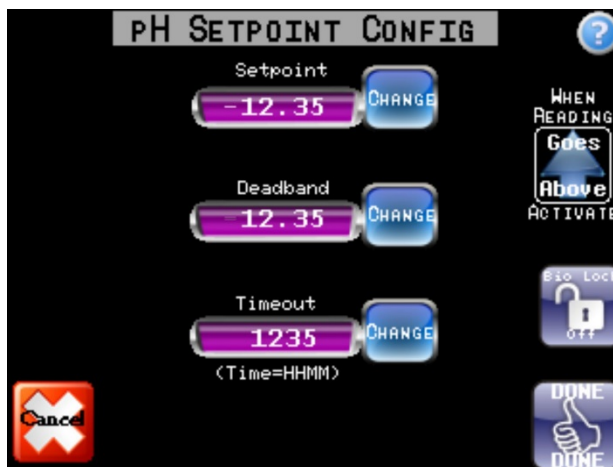 pH SETPOINT CONFIG
?
Setpoint
-12.35
CHANGE
WHEN
READING
Goes
Above
ACTIVATE
Deadband
-12.35
CHANGE
Bio Lock
Off
Timeout
1235
CHANGE
(Time=HHMM)
Cancel
DONE
DONE